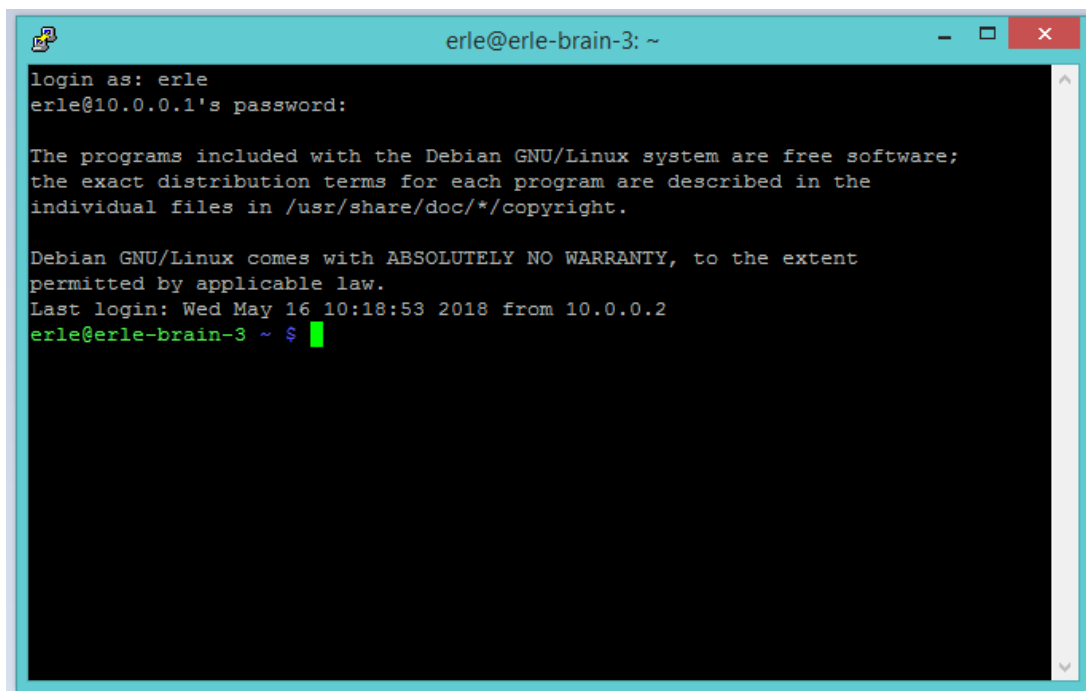 erle@erle-brain-3: ~
login as: erle
erle@10.0.0.1's password:
The programs included with the Debian GNU/Linux system are free software;
the exact distribution terms for each program are described in the
individual files in /usr/share/doc/*/copyright.
Debian GNU/Linux comes with ABSOLUTELY NO WARRANTY, to the extent
permitted by applicable law.
Last login: Wed May 16 10:18:53 2018 from 10.0.0.2
erle@erle-brain-3 ~ $